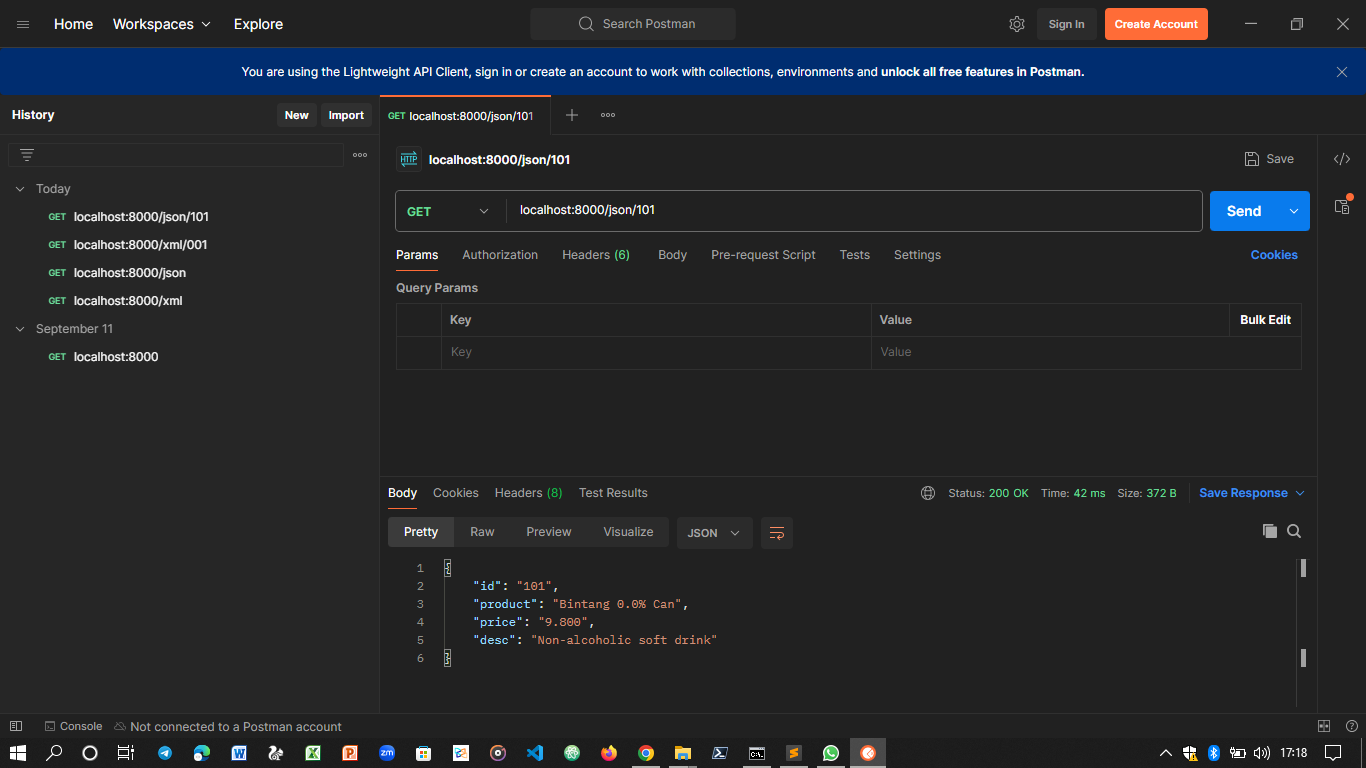 Home Workspaces Explore Search Postman Sign In Create Account
You are using the Lightweight API Client, sign in or create an account to work with collections, environments and unlock all free features in Postman.
History New Import
GET localhost:8000/json/101
HTTP localhost:8000/json/101 Save
Today
GET localhost:8000/json/101
GET localhost:8000/xml/001
GET localhost:8000/json
GET localhost:8000/xml
September 11
GET localhost:8000
GET localhost:8000/json/101 Send
Params Authorization Headers (6) Body Pre-request Script Tests Settings Cookies
Query Params
Key Value Bulk Edit
Key Value
Body Cookies Headers (8) Test Results Status: 200 OK Time: 42 ms Size: 372 B Save Response
Pretty Raw Preview Visualize JSON
1 {
2 "id": "101",
3 "product": "Bintang 0.0% Can",
4 "price": "9.800",
5 "desc": "Non-alcoholic soft drink"
6 }
Console Not connected to a Postman account
17:18